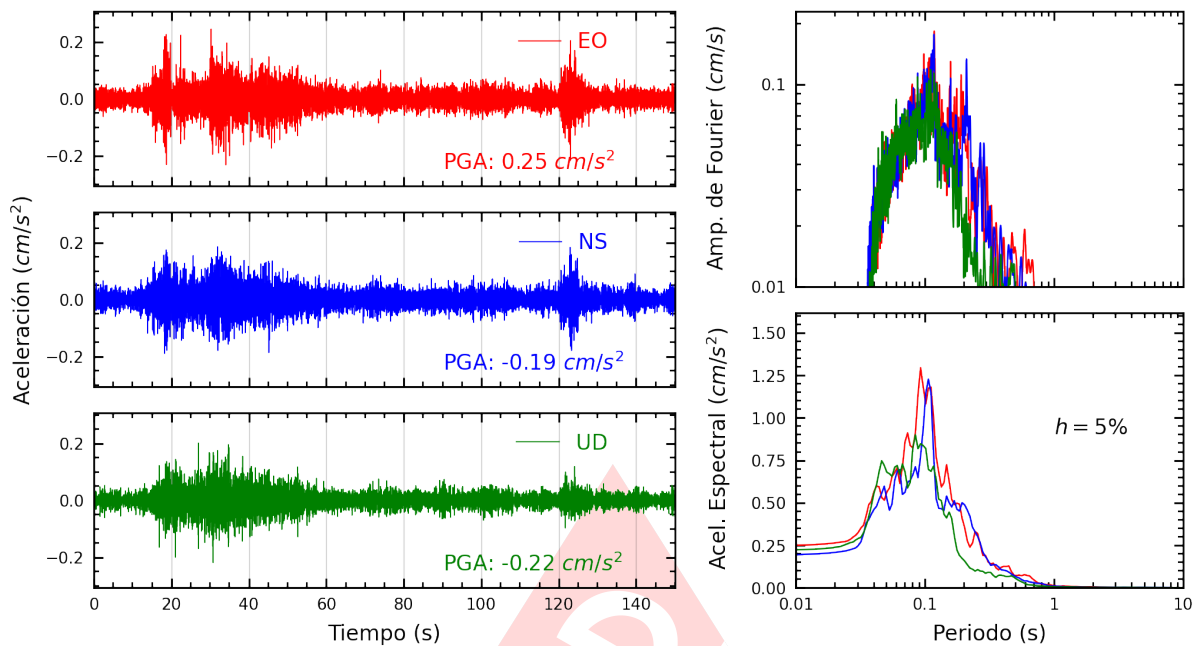 Aceleración (cm/s²)
0.2
0.0
−0.2
EO
PGA: 0.25 cm/s²
0.2
0.0
−0.2
NS
PGA: -0.19 cm/s²
0.2
0.0
−0.2
UD
PGA: -0.22 cm/s²
0 20 40 60 80 100 120 140
Tiempo (s)
Amp. de Fourier (cm/s)
0.1
0.01
Acel. Espectral (cm/s²)
1.50
1.25
1.00
0.75
0.50
0.25
0.00
h = 5%
0.01 0.1 1 10
Periodo (s)